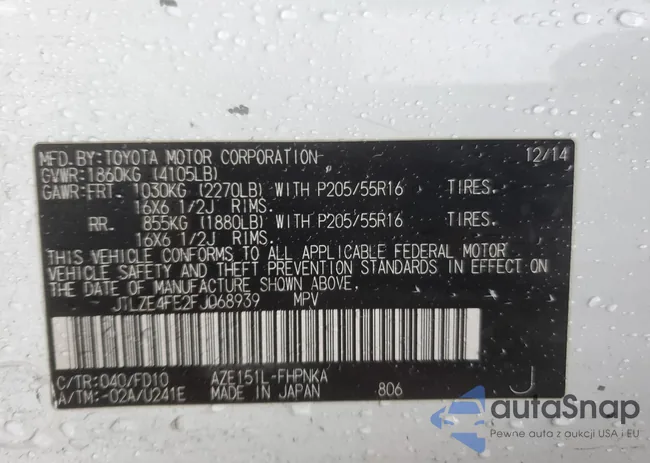 MFD.BY:TOYOTA MOTOR CORPORATION 12/14
GVWR:1860KG (4105LB)
GAWR:FRT. 1030KG (2270LB) WITH P205/55R16 TIRES.
16X6 1/2J RIMS.
RR. 855KG (1880LB) WITH P205/55R16 TIRES.
16X6 1/2J RIMS.
THIS VEHICLE CONFORMS TO ALL APPLICABLE FEDERAL MOTOR
VEHICLE SAFETY AND THEFT PREVENTION STANDARDS IN EFFECT ON
THE DATE OF MANUFACTURE SHOWN ABOVE.
JTLZE4FE2FJ068939 MPV
C/TR:040/FD10 AZE151L-FHPNKA
A/TM:-02A/U241E MADE IN JAPAN 806 J
autoSnap
Pewne auta z aukcji USA i EU